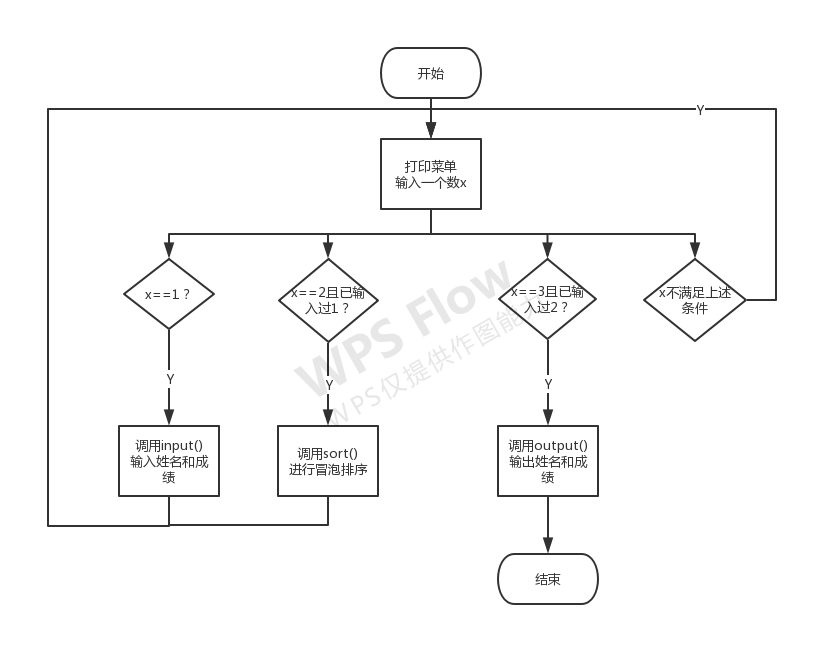 开始
Y
打印菜单
输入一个数x
x==1？
x==2且已输
入过1？
x==3且已输
入过2？
x不满足上述
条件
WPS Flow
Y
Y
Y
调用input()
输入姓名和成
绩
调用sort()
进行冒泡排序
调用output()
输出姓名和成
绩
WPS仅提供作图能力
结束